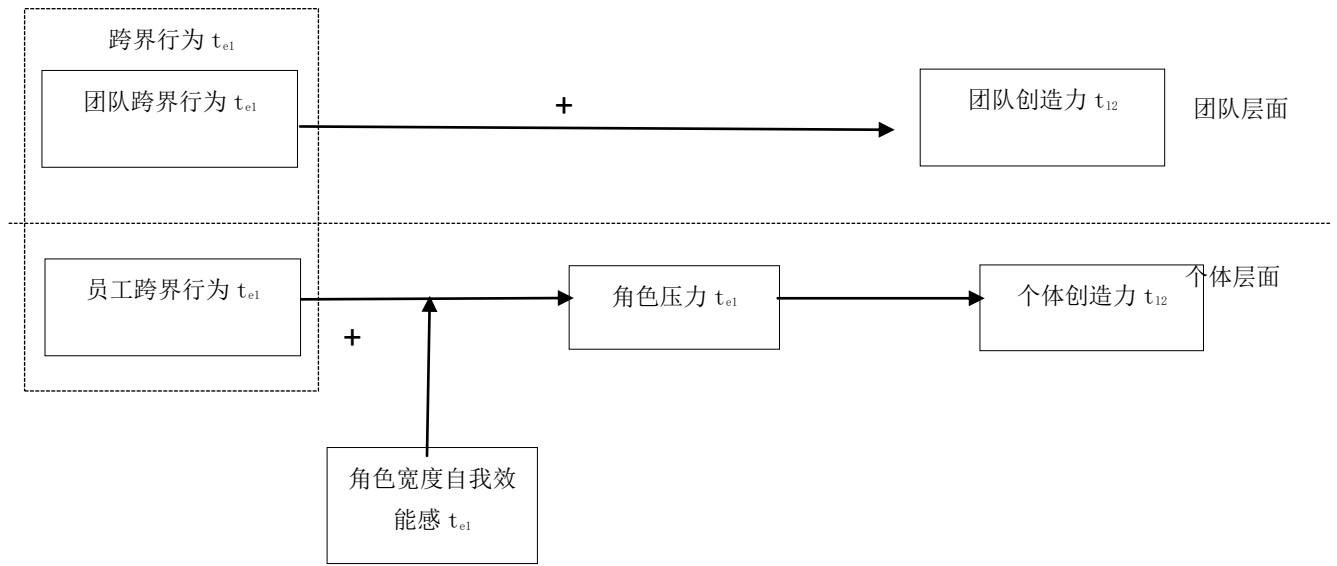 跨界行为 te1
团队跨界行为 te1
+
团队创造力 t12
团队层面
员工跨界行为 te1
+
角色压力 te1
个体创造力 t12
个体层面
角色宽度自我效
能感 te1